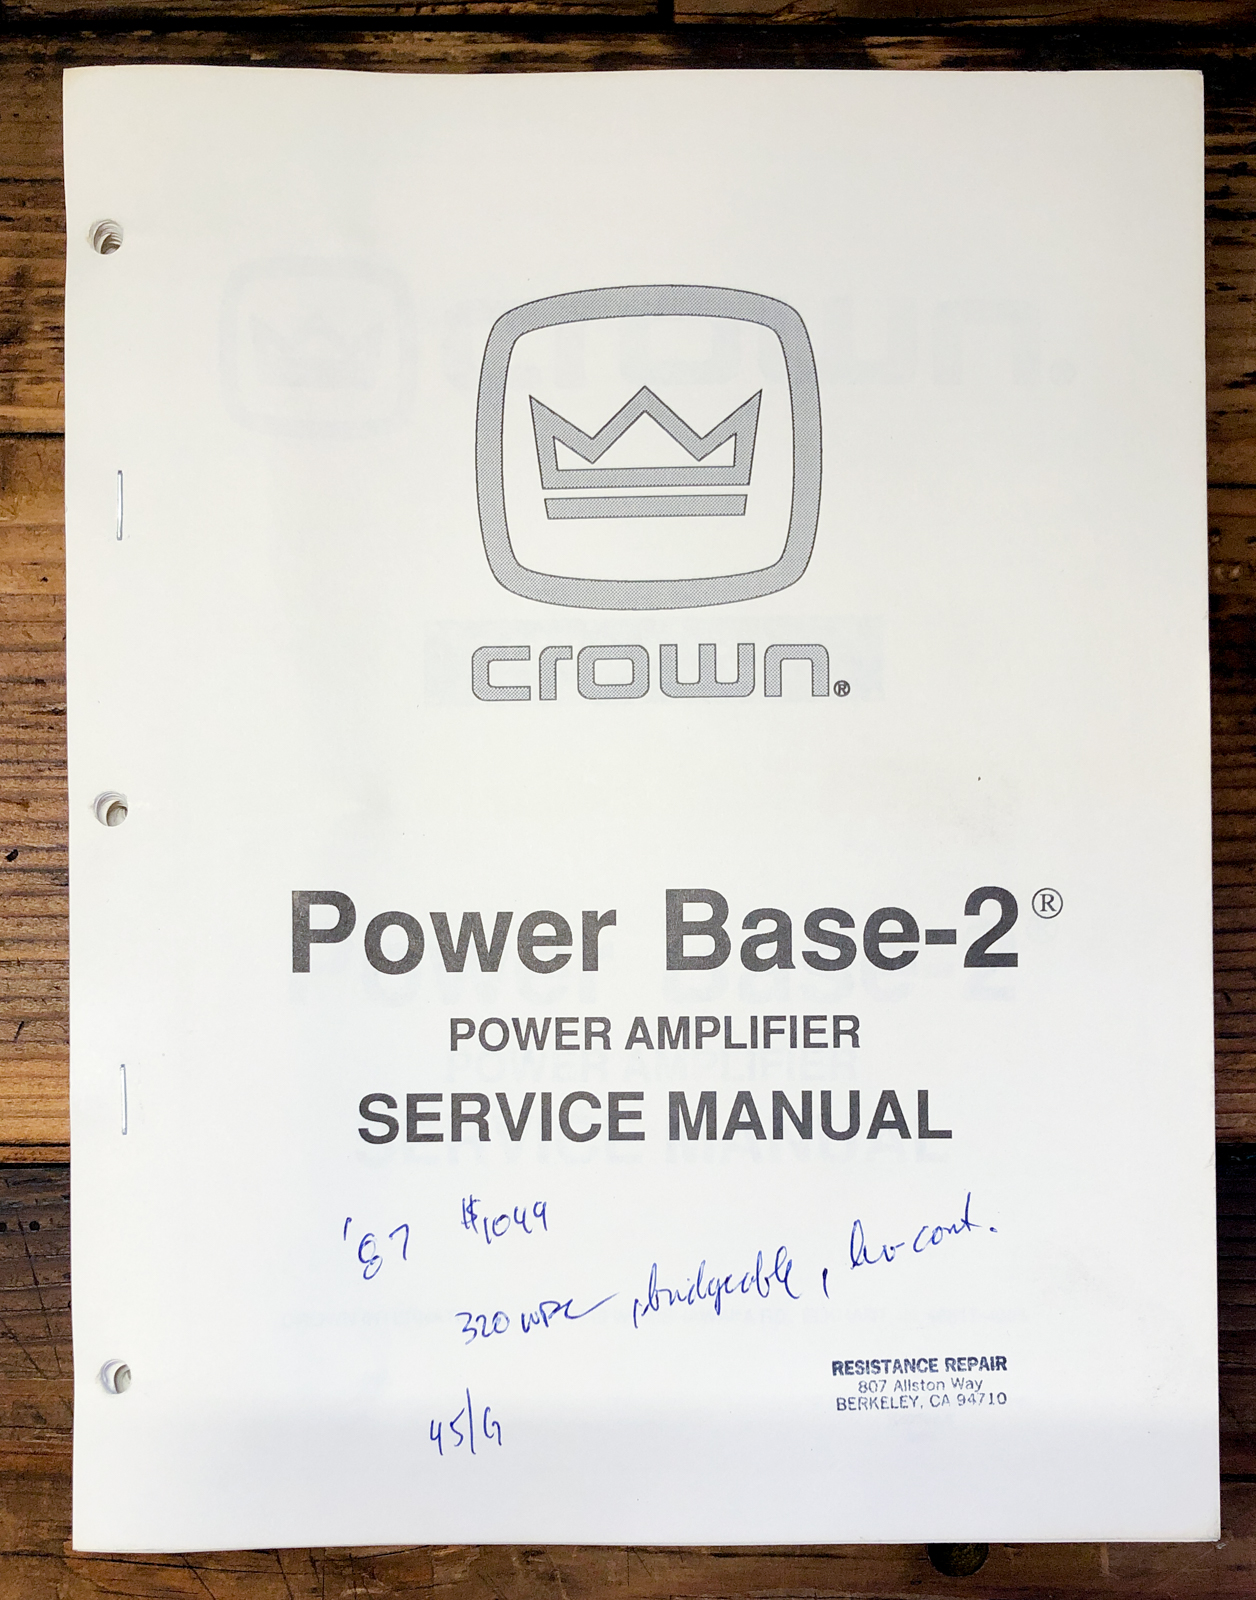 crown®
Power Base-2®
POWER AMPLIFIER
SERVICE MANUAL
'87 $1049
320 WPC, bridgeable, cont.
RESISTANCE REPAIR
807 Allston Way
BERKELEY, CA 94710
45/G